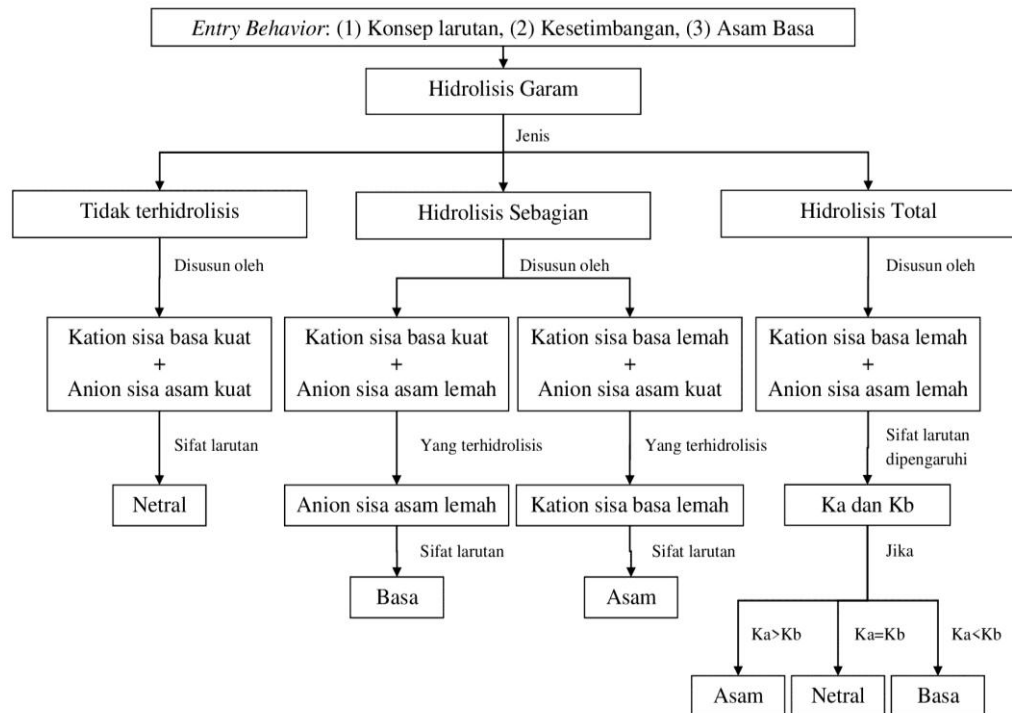 Entry Behavior: (1) Konsep larutan, (2) Kesetimbangan, (3) Asam Basa
Hidrolisis Garam
Jenis
Tidak terhidrolisis
Hidrolisis Sebagian
Hidrolisis Total
Disusun oleh
Disusun oleh
Disusun oleh
Kation sisa basa kuat
+
Anion sisa asam kuat
Kation sisa basa kuat
+
Anion sisa asam lemah
Kation sisa basa lemah
+
Anion sisa asam kuat
Kation sisa basa lemah
+
Anion sisa asam lemah
Sifat larutan
Yang terhidrolisis
Yang terhidrolisis
Sifat larutan
dipengaruhi
Netral
Anion sisa asam lemah
Kation sisa basa lemah
Ka dan Kb
Sifat larutan
Sifat larutan
Jika
Basa
Asam
Ka>Kb
Ka=Kb
Ka<Kb
Asam
Netral
Basa